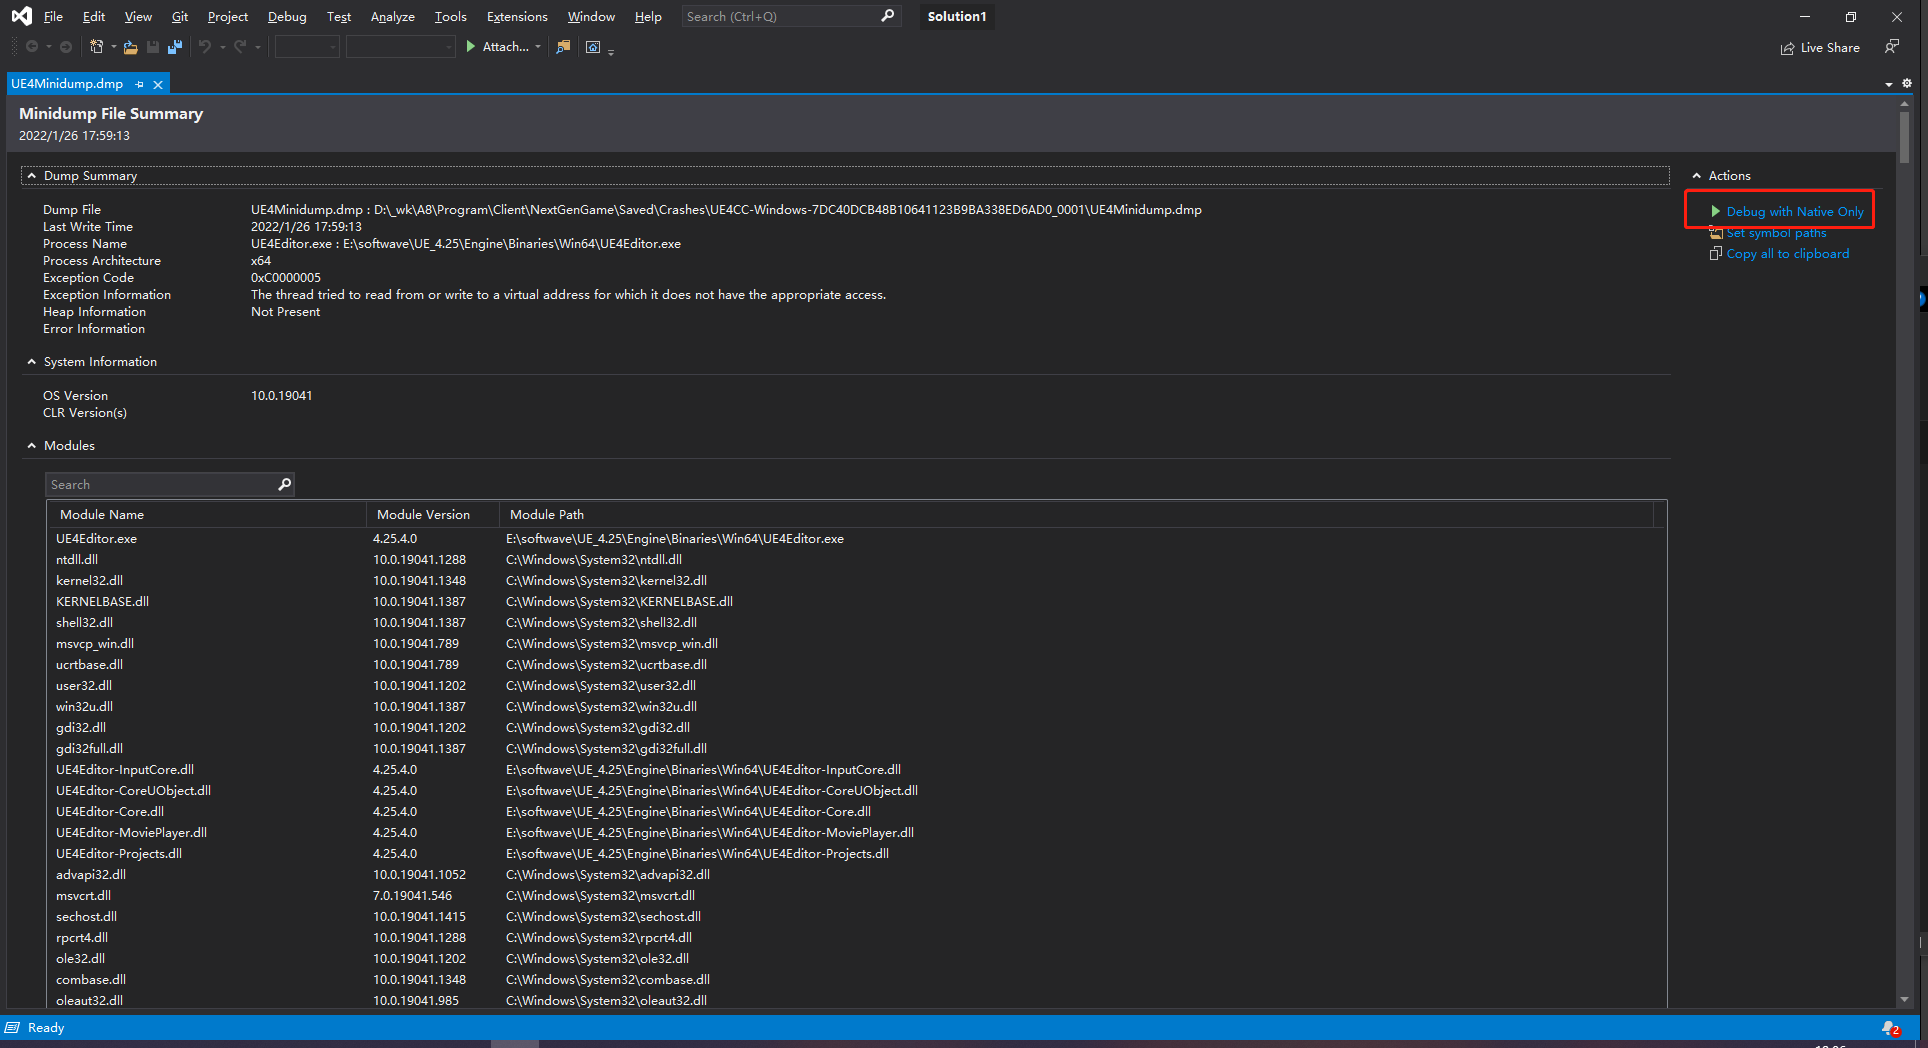 File Edit View Git Project Debug Test Analyze Tools Extensions Window Help Search (Ctrl+Q) Solution1
Attach... Live Share
UE4Minidump.dmp
Minidump File Summary
2022/1/26 17:59:13
Dump Summary
Dump File UE4Minidump.dmp : D:\_wk\A8\Program\Client\NextGenGame\Saved\Crashes\UE4CC-Windows-7DC40DCB48B10641123B9BA338ED6AD0_0001\UE4Minidump.dmp
Last Write Time 2022/1/26 17:59:13
Process Name UE4Editor.exe : E:\softwave\UE_4.25\Engine\Binaries\Win64\UE4Editor.exe
Process Architecture x64
Exception Code 0xC0000005
Exception Information The thread tried to read from or write to a virtual address for which it does not have the appropriate access.
Heap Information Not Present
Error Information
System Information
OS Version 10.0.19041
CLR Version(s)
Modules
Search
Module Name Module Version Module Path
UE4Editor.exe 4.25.4.0 E:\softwave\UE_4.25\Engine\Binaries\Win64\UE4Editor.exe
ntdll.dll 10.0.19041.1288 C:\Windows\System32\ntdll.dll
kernel32.dll 10.0.19041.1348 C:\Windows\System32\kernel32.dll
KERNELBASE.dll 10.0.19041.1387 C:\Windows\System32\KERNELBASE.dll
shell32.dll 10.0.19041.1387 C:\Windows\System32\shell32.dll
msvcp_win.dll 10.0.19041.789 C:\Windows\System32\msvcp_win.dll
ucrtbase.dll 10.0.19041.789 C:\Windows\System32\ucrtbase.dll
user32.dll 10.0.19041.1202 C:\Windows\System32\user32.dll
win32u.dll 10.0.19041.1387 C:\Windows\System32\win32u.dll
gdi32.dll 10.0.19041.1202 C:\Windows\System32\gdi32.dll
gdi32full.dll 10.0.19041.1387 C:\Windows\System32\gdi32full.dll
UE4Editor-InputCore.dll 4.25.4.0 E:\softwave\UE_4.25\Engine\Binaries\Win64\UE4Editor-InputCore.dll
UE4Editor-CoreUObject.dll 4.25.4.0 E:\softwave\UE_4.25\Engine\Binaries\Win64\UE4Editor-CoreUObject.dll
UE4Editor-Core.dll 4.25.4.0 E:\softwave\UE_4.25\Engine\Binaries\Win64\UE4Editor-Core.dll
UE4Editor-MoviePlayer.dll 4.25.4.0 E:\softwave\UE_4.25\Engine\Binaries\Win64\UE4Editor-MoviePlayer.dll
UE4Editor-Projects.dll 4.25.4.0 E:\softwave\UE_4.25\Engine\Binaries\Win64\UE4Editor-Projects.dll
advapi32.dll 10.0.19041.1052 C:\Windows\System32\advapi32.dll
msvcrt.dll 7.0.19041.546 C:\Windows\System32\msvcrt.dll
sechost.dll 10.0.19041.1415 C:\Windows\System32\sechost.dll
rpcrt4.dll 10.0.19041.1288 C:\Windows\System32\rpcrt4.dll
ole32.dll 10.0.19041.1202 C:\Windows\System32\ole32.dll
combase.dll 10.0.19041.1348 C:\Windows\System32\combase.dll
oleaut32.dll 10.0.19041.985 C:\Windows\System32\oleaut32.dll
Actions
Debug with Native Only
Set symbol paths
Copy all to clipboard
Ready 2